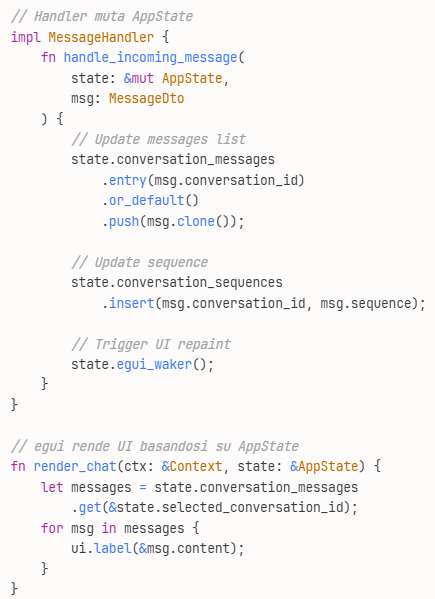 // Handler muta AppState
impl MessageHandler {
    fn handle_incoming_message(
        state: &mut AppState,
        msg: MessageDto
    ) {
        // Update messages list
        state.conversation_messages
            .entry(msg.conversation_id)
            .or_default()
            .push(msg.clone());

        // Update sequence
        state.conversation_sequences
            .insert(msg.conversation_id, msg.sequence);

        // Trigger UI repaint
        state.egui_waker();
    }
}

// egui rende UI basandosi su AppState
fn render_chat(ctx: &Context, state: &AppState) {
    let messages = state.conversation_messages
        .get(&state.selected_conversation_id);
    for msg in messages {
        ui.label(&msg.content);
    }
}